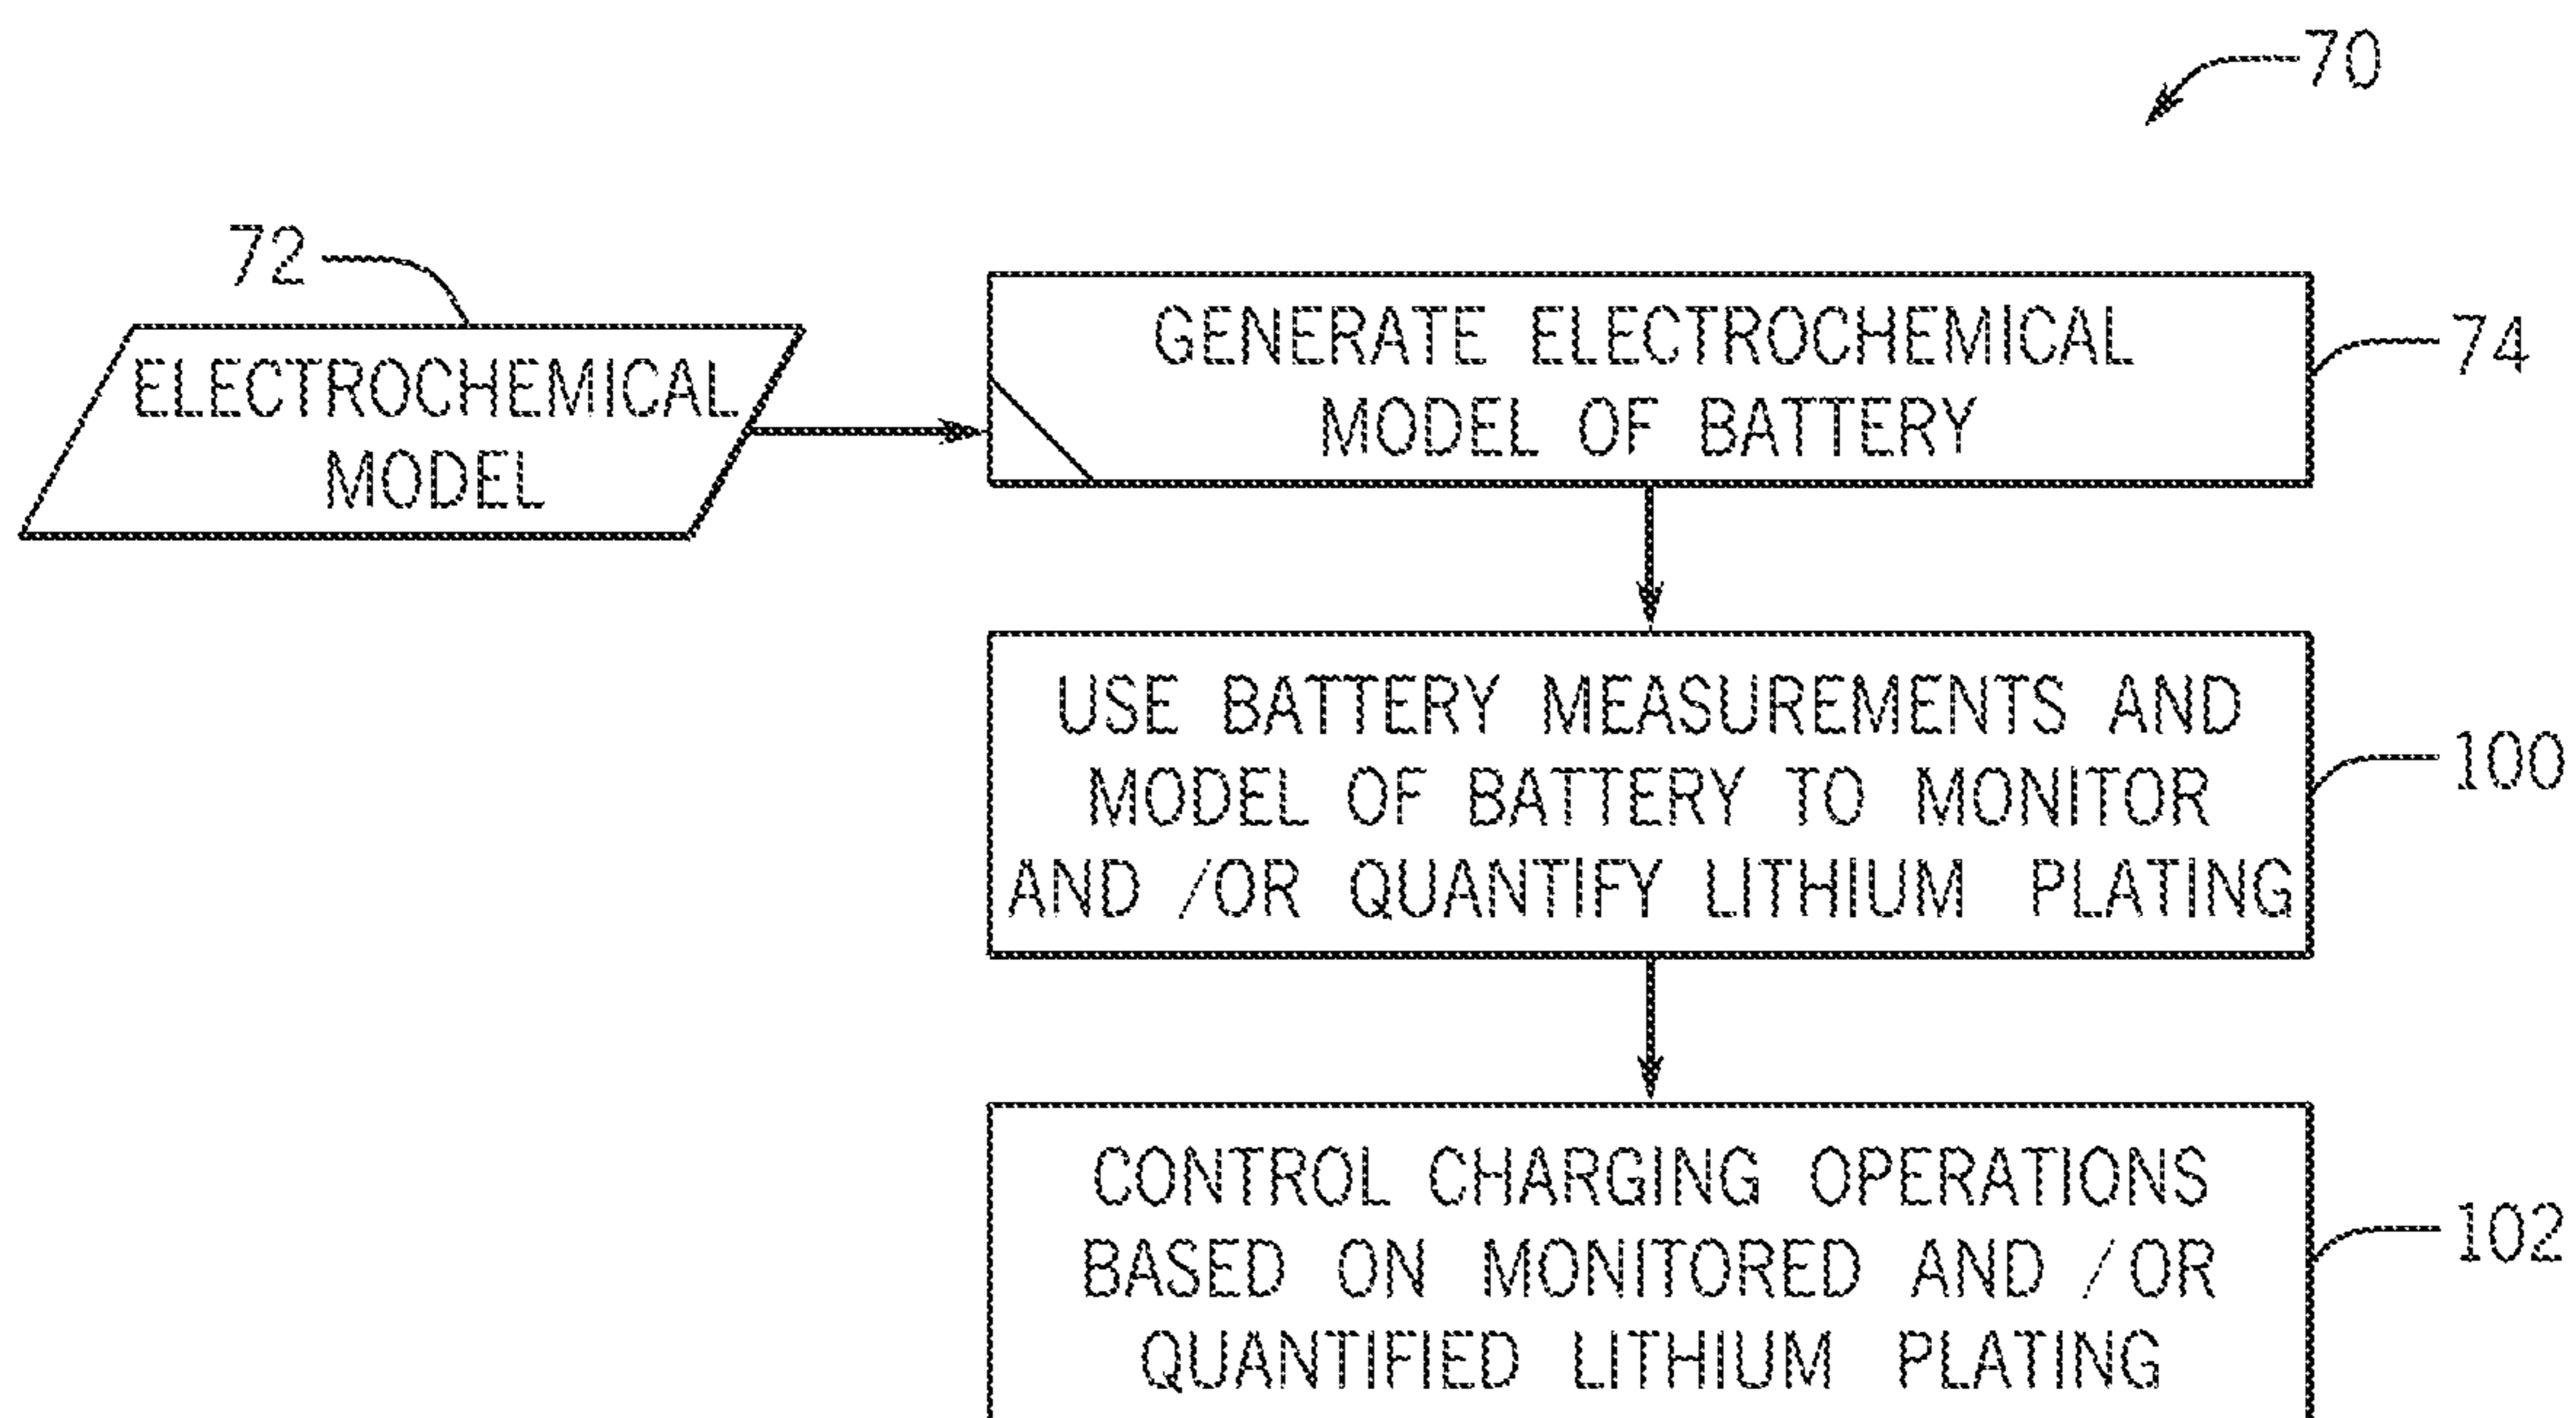 70
72
ELECTROCHEMICAL
MODEL
GENERATE ELECTROCHEMICAL
MODEL OF BATTERY
74
USE BATTERY MEASUREMENTS AND
MODEL OF BATTERY TO MONITOR
AND /OR QUANTIFY LITHIUM PLATING
100
CONTROL CHARGING OPERATIONS
BASED ON MONITORED AND /OR
QUANTIFIED LITHIUM PLATING
102